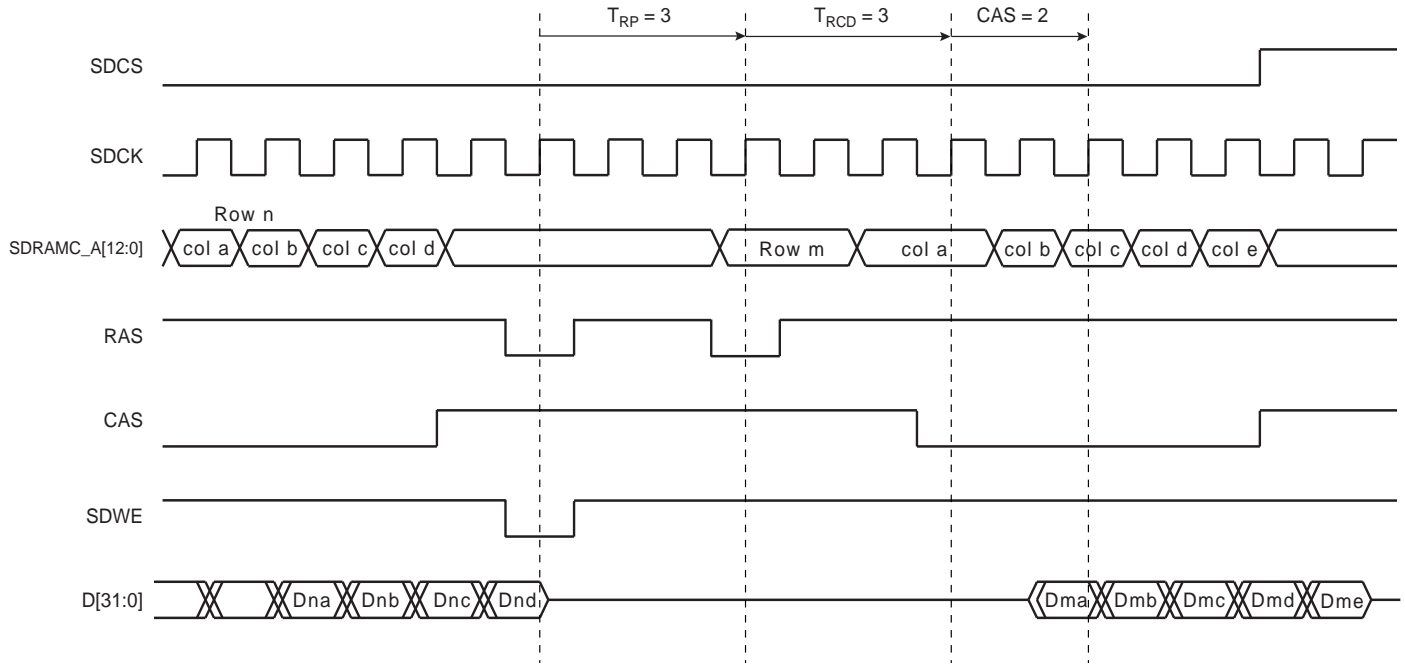 T_RP = 3 T_RCD = 3 CAS = 2
SDCS
SDCK
Row n
SDRAMC_A[12:0] col a col b col c col d Row m col a col b col c col d col e
RAS
CAS
SDWE
D[31:0] Dna Dnb Dnc Dnd Dma Dmb Dmc Dmd Dme